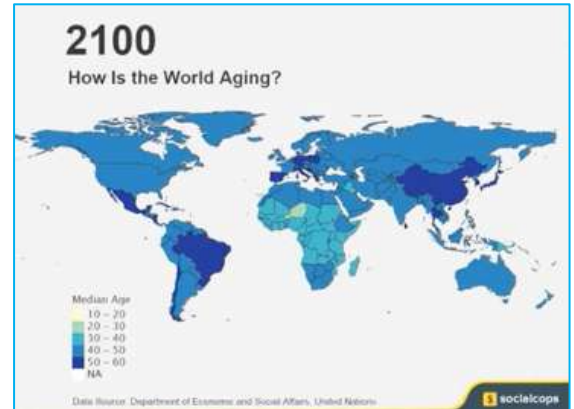 2100
How Is the World Aging?
Median Age
10 – 20
20 – 30
30 – 40
40 – 50
50 – 60
NA
Data Source: Department of Economic and Social Affairs, United Nations
$ socialcops